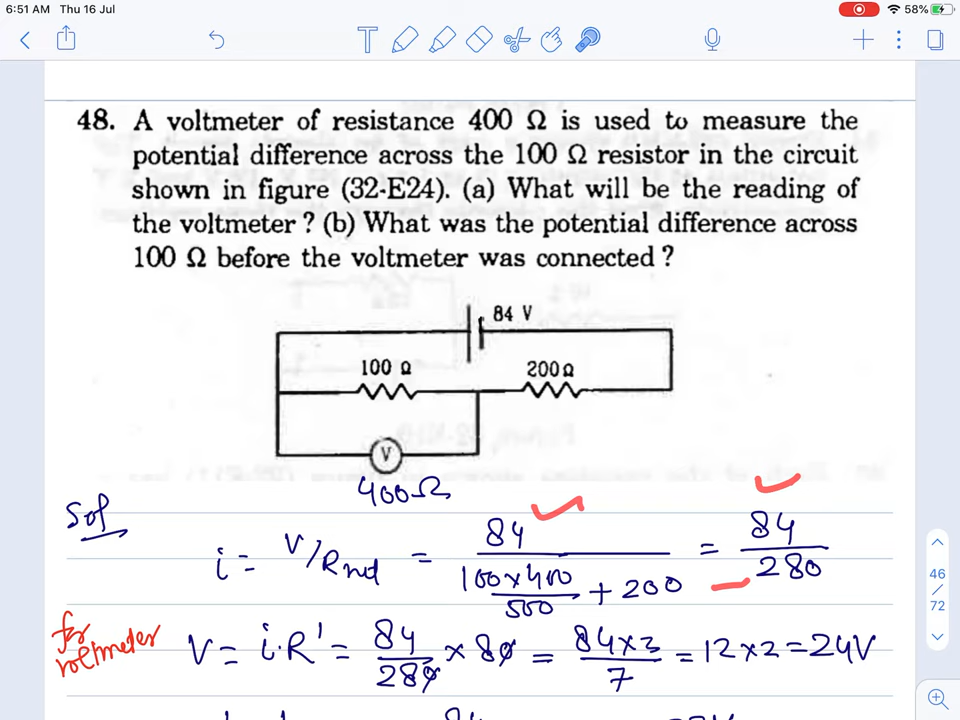 6:51 AM Thu 16 Jul 58%
48. A voltmeter of resistance 400 Ω is used to measure the
potential difference across the 100 Ω resistor in the circuit
shown in figure (32-E24). (a) What will be the reading of
the voltmeter ? (b) What was the potential difference across
100 Ω before the voltmeter was connected ?
84 V
100 Ω 200 Ω
V
400Ω
Sol
i = V/Rnet = 84 / (100×400/500 + 200) = 84/280
46
/
72
for voltmeter V = i.R' = 84/280 × 80 = 84×2/7 = 12×2 = 24V